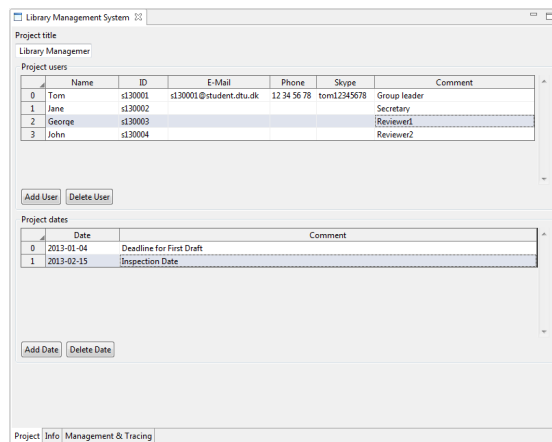 Library Management System
Project title
Library Managemer
Project users
Name ID E-Mail Phone Skype Comment
0 Tom s130001 s130001@student.dtu.dk 12 34 56 78 tom12345678 Group leader
1 Jane s130002 Secretary
2 George s130003 Reviewer1
3 John s130004 Reviewer2
Add User Delete User
Project dates
Date Comment
0 2013-01-04 Deadline for First Draft
1 2013-02-15 Inspection Date
Add Date Delete Date
Project Info Management & Tracing